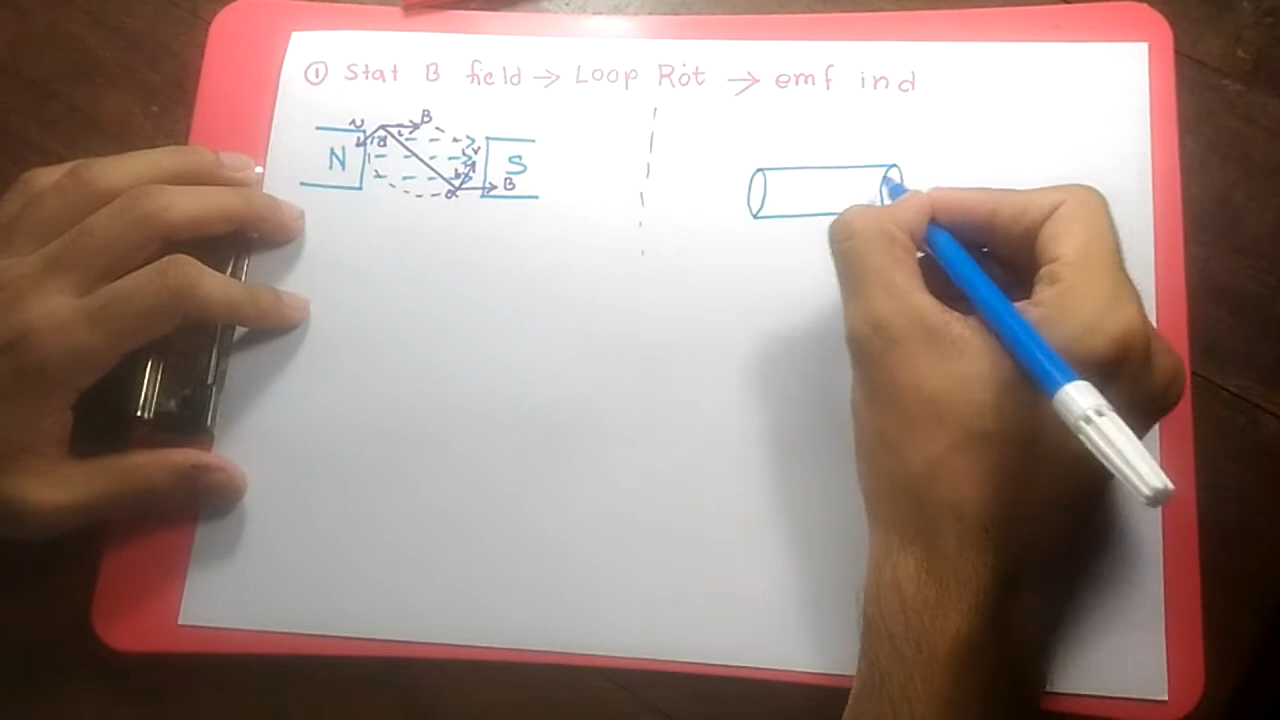 ① Stat B field → Loop Rot → emf ind
B
N
S
B